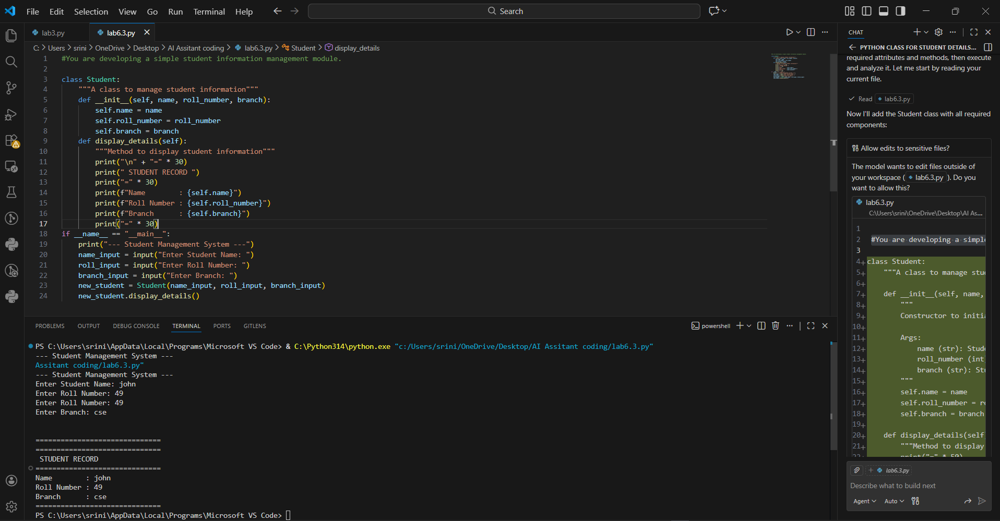 File Edit Selection View Go Run Terminal Help
Search
lab3.py
lab6.3.py
C: > Users > srini > OneDrive > Desktop > AI Assitant coding > lab6.3.py > Student > display_details
1 #You are developing a simple student information management module.
2
3 class Student:
4     """A class to manage student information"""
5     def __init__(self, name, roll_number, branch):
6         self.name = name
7         self.roll_number = roll_number
8         self.branch = branch
9     def display_details(self):
10         """Method to display student information"""
11         print("\n" + "=" * 30)
12         print(" STUDENT RECORD ")
13         print("=" * 30)
14         print(f"Name        : {self.name}")
15         print(f"Roll Number : {self.roll_number}")
16         print(f"Branch      : {self.branch}")
17         print("=" * 30)
18 if __name__ == "__main__":
19     print("--- Student Management System ---")
20     name_input = input("Enter Student Name: ")
21     roll_input = input("Enter Roll Number: ")
22     branch_input = input("Enter Branch: ")
23     new_student = Student(name_input, roll_input, branch_input)
24     new_student.display_details()
PROBLEMS OUTPUT DEBUG CONSOLE TERMINAL PORTS GITLENS
powershell
PS C:\Users\srini\AppData\Local\Programs\Microsoft VS Code> & C:\Python314\python.exe "c:/Users/srini/OneDrive/Desktop/AI Assitant coding/lab6.3.py"
--- Student Management System ---
Assitant coding/lab6.3.py"
--- Student Management System ---
Enter Student Name: john
Enter Roll Number: 49
Enter Roll Number: 49
Enter Branch: cse
==============================
==============================
 STUDENT RECORD
==============================
Name        : john
Roll Number : 49
Branch      : cse
==============================
PS C:\Users\srini\AppData\Local\Programs\Microsoft VS Code>
CHAT
PYTHON CLASS FOR STUDENT DETAILS...
required attributes and methods, then execute
and analyze it. Let me start by reading your
current file.
Read lab6.3.py
Now I'll add the Student class with all required
components:
Allow edits to sensitive files?
The model wants to edit files outside of
your workspace ( lab6.3.py ). Do you
want to allow this?
lab6.3.py
C:\Users\srini\OneDrive\Desktop\AI As...
1
2 #You are developing a simple
3
4+ class Student:
5+     """A class to manage stud
6+
7+     def __init__(self, name,
8+         """
9+         Constructor to initia
10+
11+         Args:
12+             name (str): Stude
13+             roll_number (int
14+             branch (str): Stu
15+         """
16+         self.name = name
17+         self.roll_number = ro
18+         self.branch = branch
19+
20+     def display_details(self
21+         """Method to display
22+         print("=" * 50)
lab6.3.py
Describe what to build next
Agent Auto